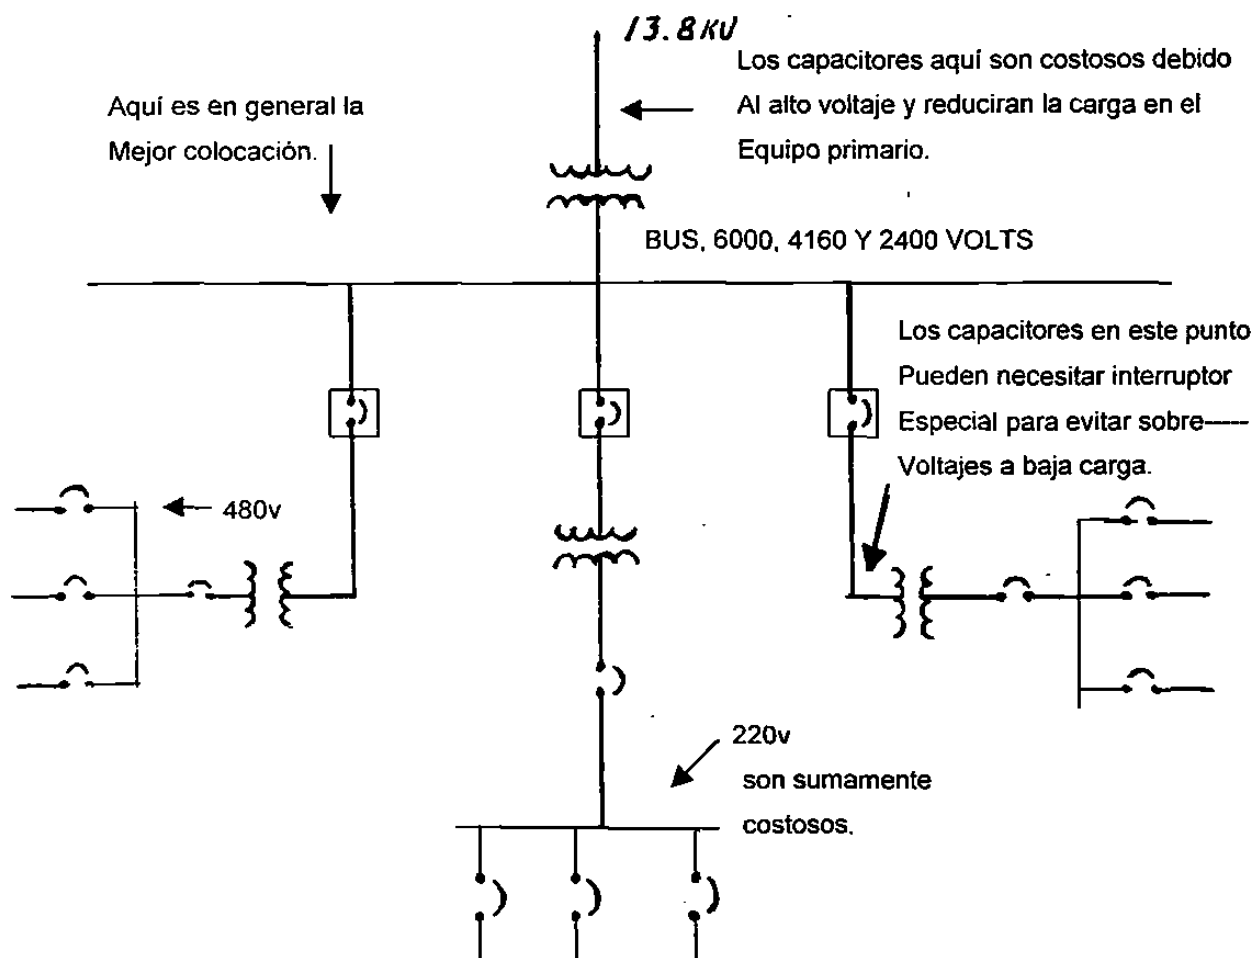 13.8KV
Los capacitores aquí son costosos debido
Al alto voltaje y reduciran la carga en el
Equipo primario.
Aquí es en general la
Mejor colocación.
BUS, 6000, 4160 Y 2400 VOLTS
Los capacitores en este punto
Pueden necesitar interruptor
Especial para evitar sobre-----
Voltajes a baja carga.
480v
220v
son sumamente
costosos.